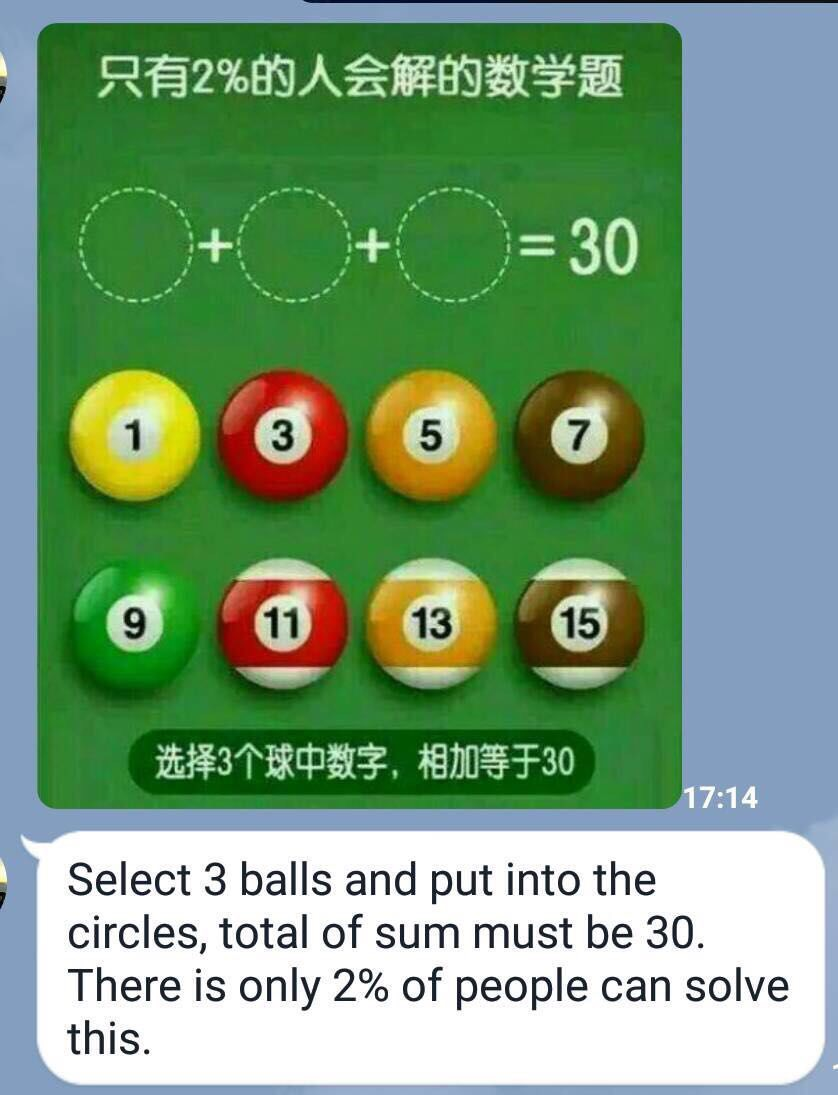 只有2%的人会解的数学题
+ + = 30
1 3 5 7
9 11 13 15
选择3个球中数字，相加等于30
17:14
Select 3 balls and put into the
circles, total of sum must be 30.
There is only 2% of people can solve
this.